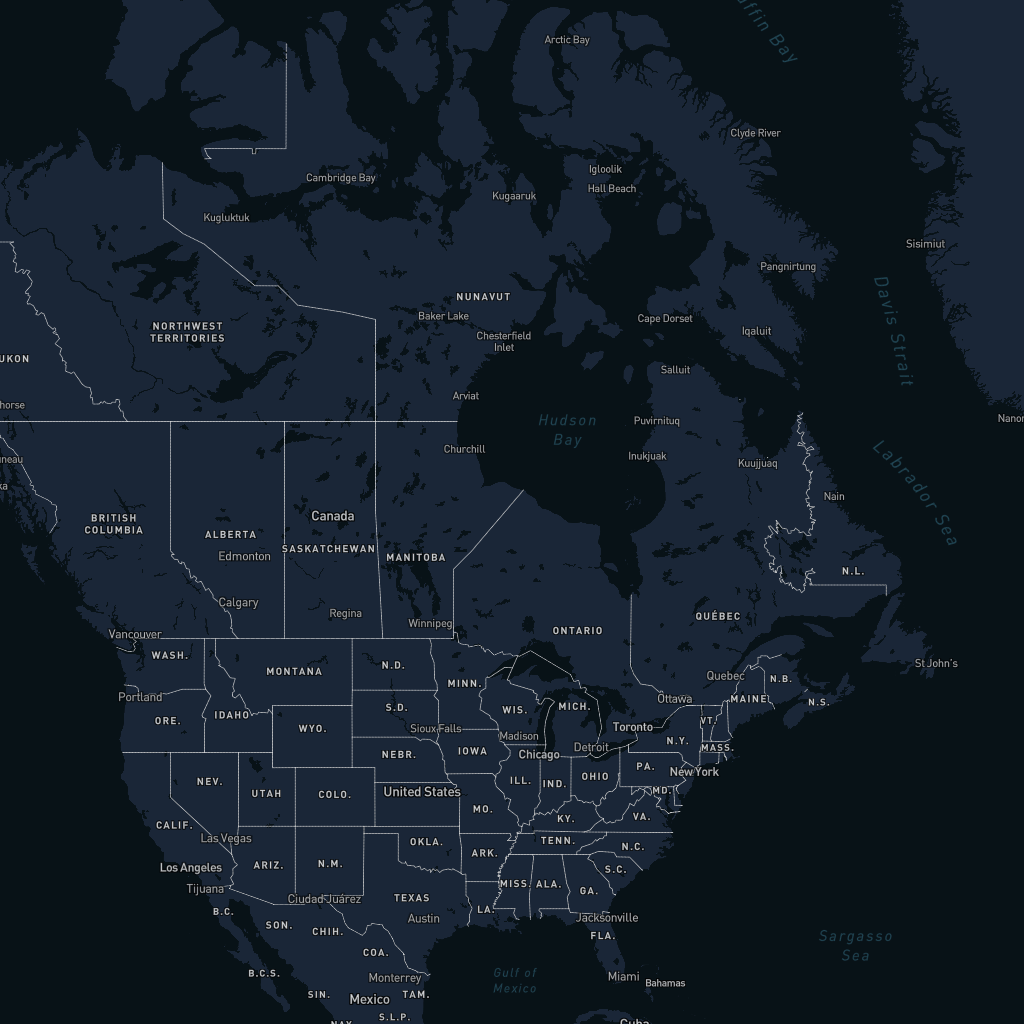 ffin Bay
Arctic Bay
Clyde River
Igloolik
Cambridge Bay
Hall Beach
Kugaaruk
Kugluktuk
Sisimiut
Pangnirtung
NUNAVUT
Davis Strait
Baker Lake
Cape Dorset
NORTHWEST
TERRITORIES
Iqaluit
Chesterfield
Inlet
UKON
Salluit
Arviat
horse
Hudson
Bay
Puvirnituq
Nanor
Churchill
Inukjuak
neau
Kuujjuaq
Labrador Sea
ka
Nain
BRITISH
COLUMBIA
Canada
ALBERTA
SASKATCHEWAN
Edmonton
MANITOBA
N.L.
Calgary
Regina
QUÉBEC
Winnipeg
ONTARIO
Vancouver
WASH.
St John's
N.D.
MONTANA
Quebec
N.B.
MINN.
Portland
Ottawa
MAINE
N.S.
S.D.
MICH.
WIS.
IDAHO
ORE.
VT.
Toronto
WYO.
Sioux Falls
Madison
N.Y.
Detroit
MASS.
IOWA
NEBR.
Chicago
PA.
New York
NEV.
ILL.
IND.
OHIO
UTAH
COLO.
United States
MD.
MO.
VA.
KY.
CALIF.
Las Vegas
OKLA.
TENN.
N.C.
ARK.
Los Angeles
ARIZ.
N.M.
S.C.
MISS.
ALA.
Tijuana
GA.
TEXAS
Ciudad Juárez
LA.
B.C.
Austin
Jacksonville
SON.
CHIH.
FLA.
Sargasso
Sea
COA.
B.C.S.
Gulf of
Mexico
Monterrey
Miami
Bahamas
SIN.
Mexico
TAM.
S.L.P.
NAY.
Cuba